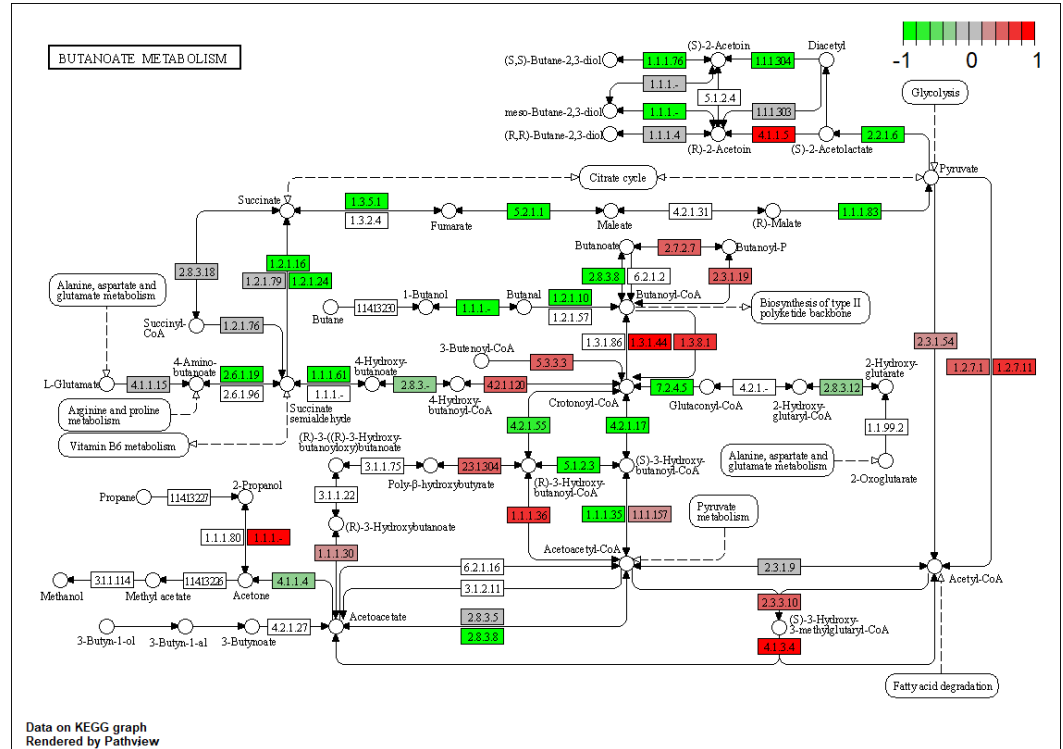 BUTANOATE METABOLISM
-1 0 1
(S)-2-Acetoin
Diacetyl
(S,S)-Butane-2,3-diol
1.1.1.76
1.1.1.304
1.1.1.-
Glycolysis
5.1.2.4
meso-Butane-2,3-diol
1.1.1.-
1.1.1.303
(R,R)-Butane-2,3-diol
1.1.1.4
4.1.1.5
2.2.1.6
(R)-2-Acetoin
(S)-2-Acetolactate
Pyruvate
Citrate cycle
Succinate
1.3.5.1
1.3.2.4
Fumarate
5.2.1.1
Maleate
4.2.1.31
(R)-Malate
1.1.1.83
Butanoate
2.7.2.7
Butanoyl-P
2.8.3.18
1.2.1.16
1.2.1.79
1.2.1.24
2.8.3.8
6.2.1.2
2.3.1.19
Alanine, aspartate and
glutamate metabolism
1-Butanol
Butanal
1.2.1.10
Butanoyl-CoA
Biosynthesis of type II
polyketide backbone
Butane
1.14.13.230
1.1.1.-
1.2.1.57
Succinyl-
CoA
1.2.1.76
1.3.1.86
1.3.1.44
1.3.8.1
2.3.1.54
3-Butenoyl-CoA
5.3.3.3
1.2.7.1
1.2.7.11
4-Amino-
butanoate
4-Hydroxy-
butanoate
2-Hydroxy-
glutarate
L-Glutamate
4.1.1.15
2.6.1.19
2.6.1.96
1.1.1.61
1.1.1.-
2.8.3.-
4.2.1.120
7.2.4.5
4.2.1.-
2.8.3.12
Succinate
semialdehyde
4-Hydroxy-
butanoyl-CoA
Crotonoyl-CoA
Glutaconyl-CoA
2-Hydroxy-
glutaryl-CoA
Arginine and proline
metabolism
Vitamin B6 metabolism
4.2.1.55
4.2.1.17
1.1.99.2
(R)-3-((R)-3-Hydroxy-
butanoyloxy)butanoate
(S)-3-Hydroxy-
butanoyl-CoA
Alanine, aspartate and
glutamate metabolism
3.1.1.75
Poly-β-hydroxybutyrate
2.3.1.304
5.1.2.3
(R)-3-Hydroxy-
butanoyl-CoA
2-Oxoglutarate
Propane
1.14.13.227
2-Propanol
3.1.1.22
(R)-3-Hydroxybutanoate
1.1.1.36
1.1.1.35
1.1.1.157
Pyruvate
metabolism
1.1.1.80
1.1.1.-
1.1.1.30
Acetoacetyl-CoA
6.2.1.16
2.3.1.9
Acetyl-CoA
Methanol
3.1.1.114
Methyl acetate
1.14.13.226
Acetone
4.1.1.4
3.1.2.11
Acetoacetate
2.8.3.5
2.8.3.8
2.3.3.10
3-Butyn-1-ol
3-Butyn-1-al
3-Butynoate
4.2.1.27
(S)-3-Hydroxy-
3-methylglutaryl-CoA
4.1.3.4
Fatty acid degradation
Data on KEGG graph
Rendered by Pathview